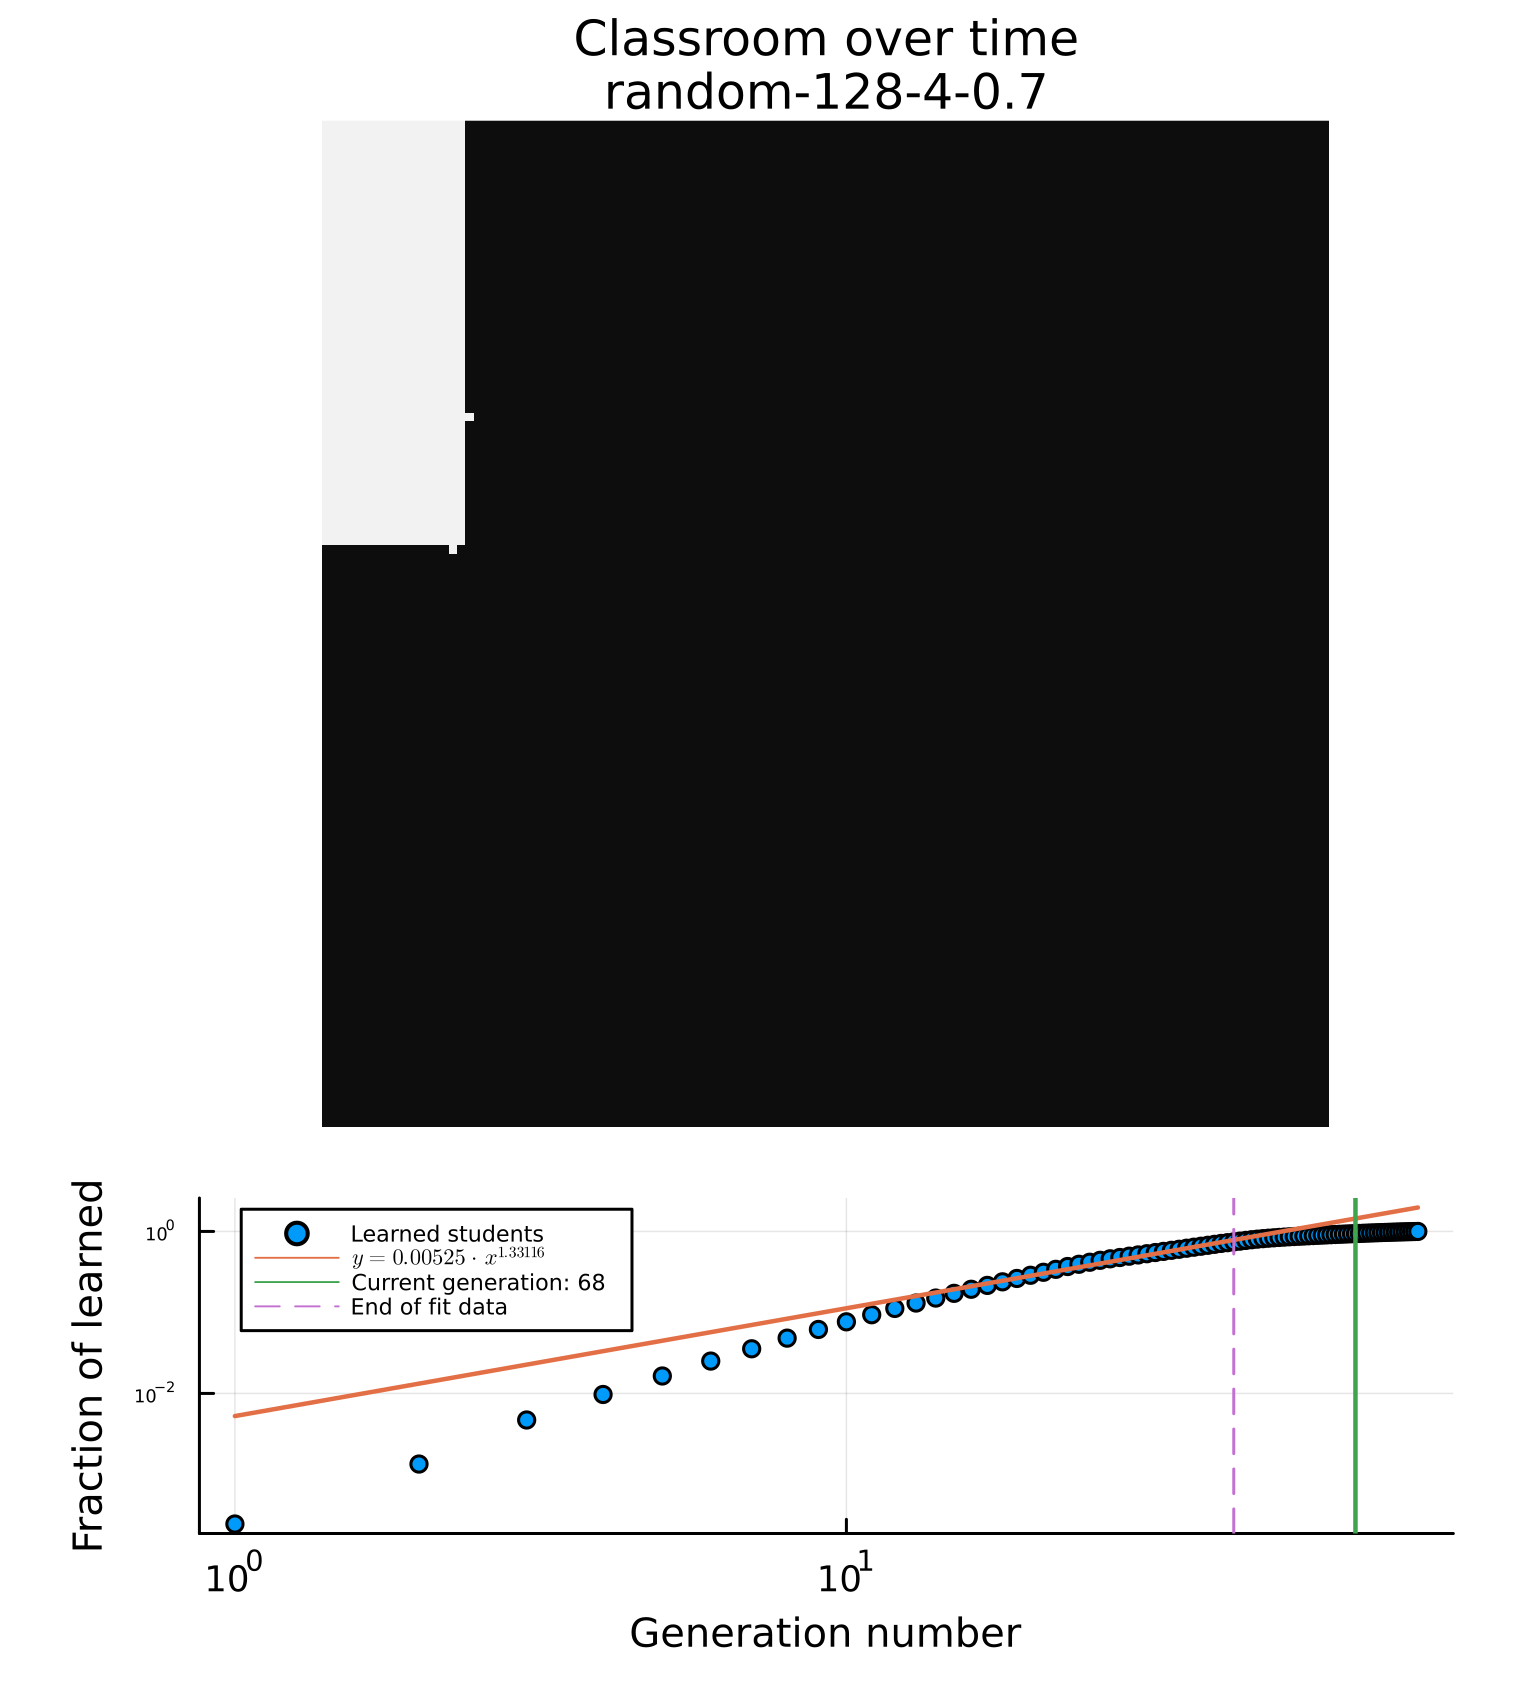 Classroom over time
random-128-4-0.7
Fraction of learned
10^0
10^-2
Learned students
y = 0.00525 · x^1.33116
Current generation: 68
End of fit data
10^0
10^1
Generation number